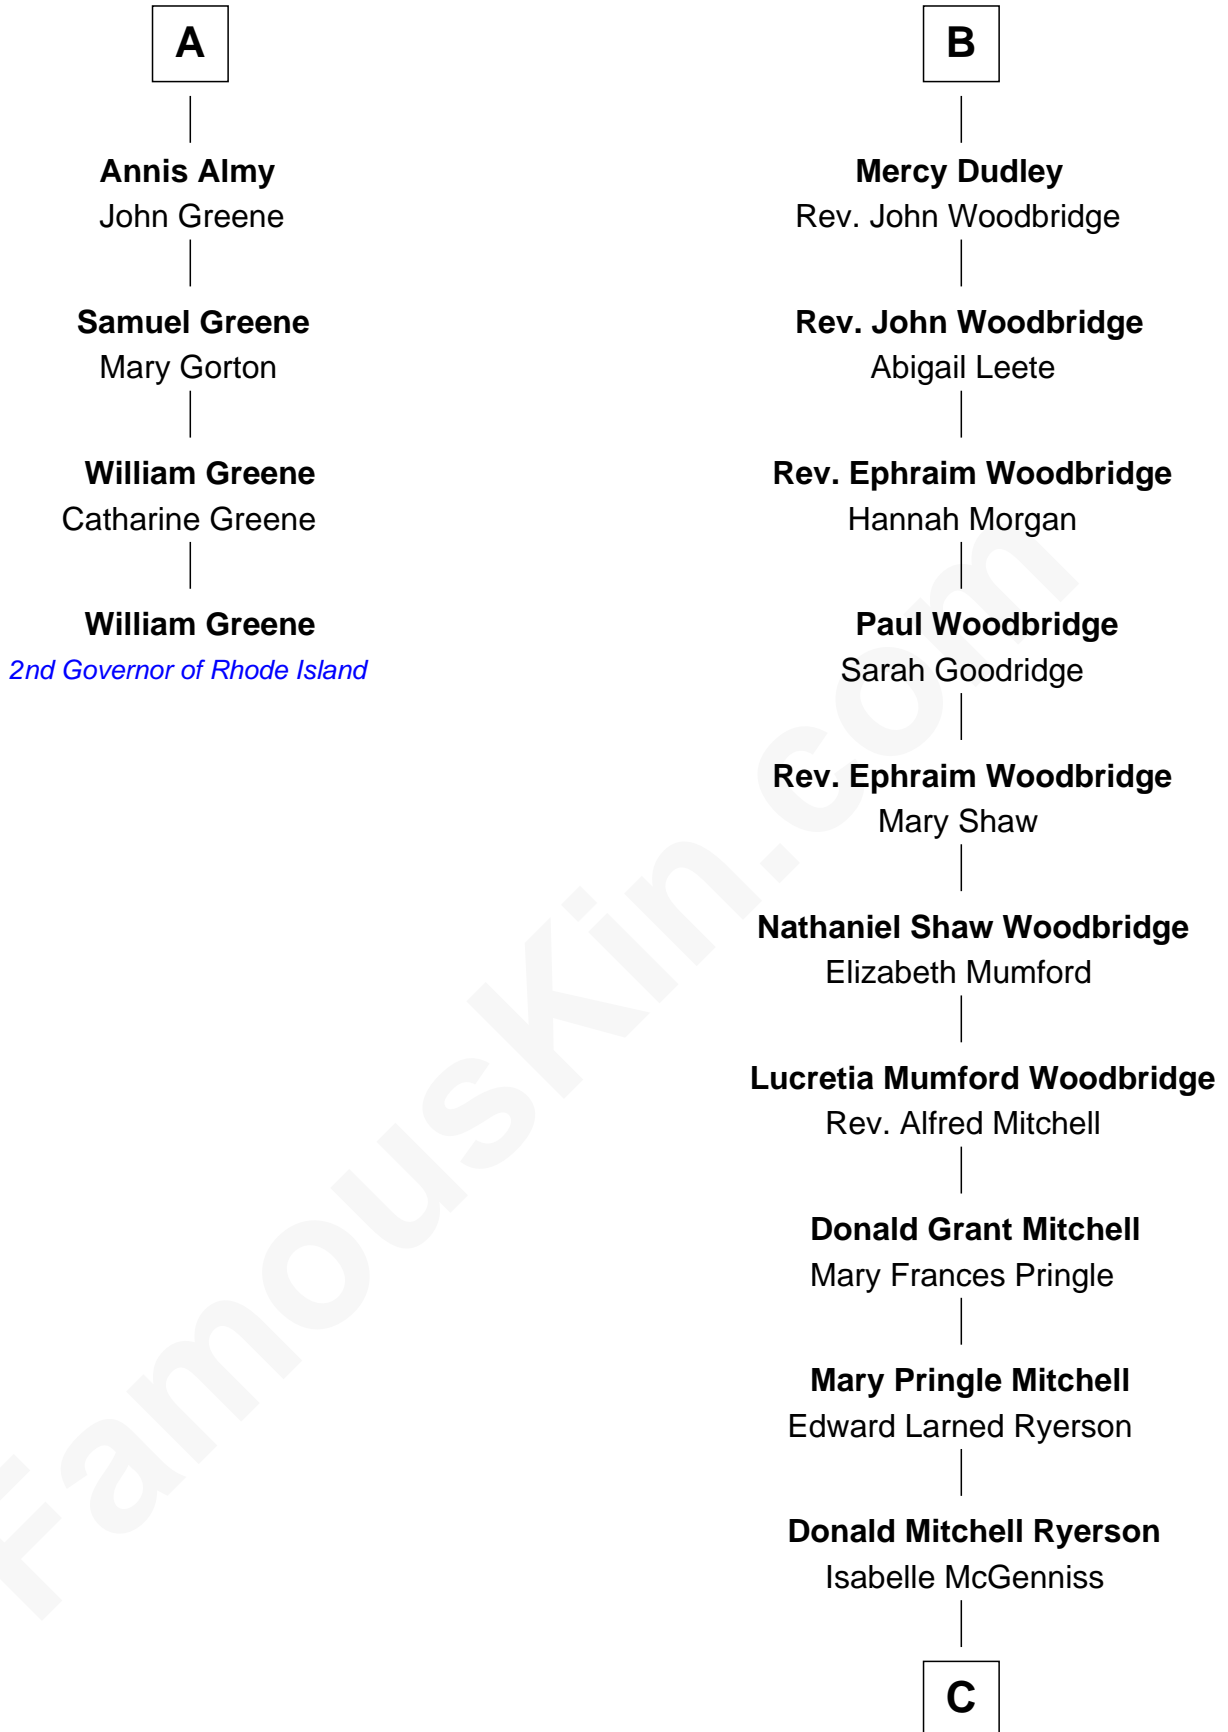 A
Annis Almy
John Greene
Samuel Greene
Mary Gorton
William Greene
Catharine Greene
William Greene
2nd Governor of Rhode Island
B
Mercy Dudley
Rev. John Woodbridge
Rev. John Woodbridge
Abigail Leete
Rev. Ephraim Woodbridge
Hannah Morgan
Paul Woodbridge
Sarah Goodridge
Rev. Ephraim Woodbridge
Mary Shaw
Nathaniel Shaw Woodbridge
Elizabeth Mumford
Lucretia Mumford Woodbridge
Rev. Alfred Mitchell
Donald Grant Mitchell
Mary Frances Pringle
Mary Pringle Mitchell
Edward Larned Ryerson
Donald Mitchell Ryerson
Isabelle McGenniss
C
FamousKin.com